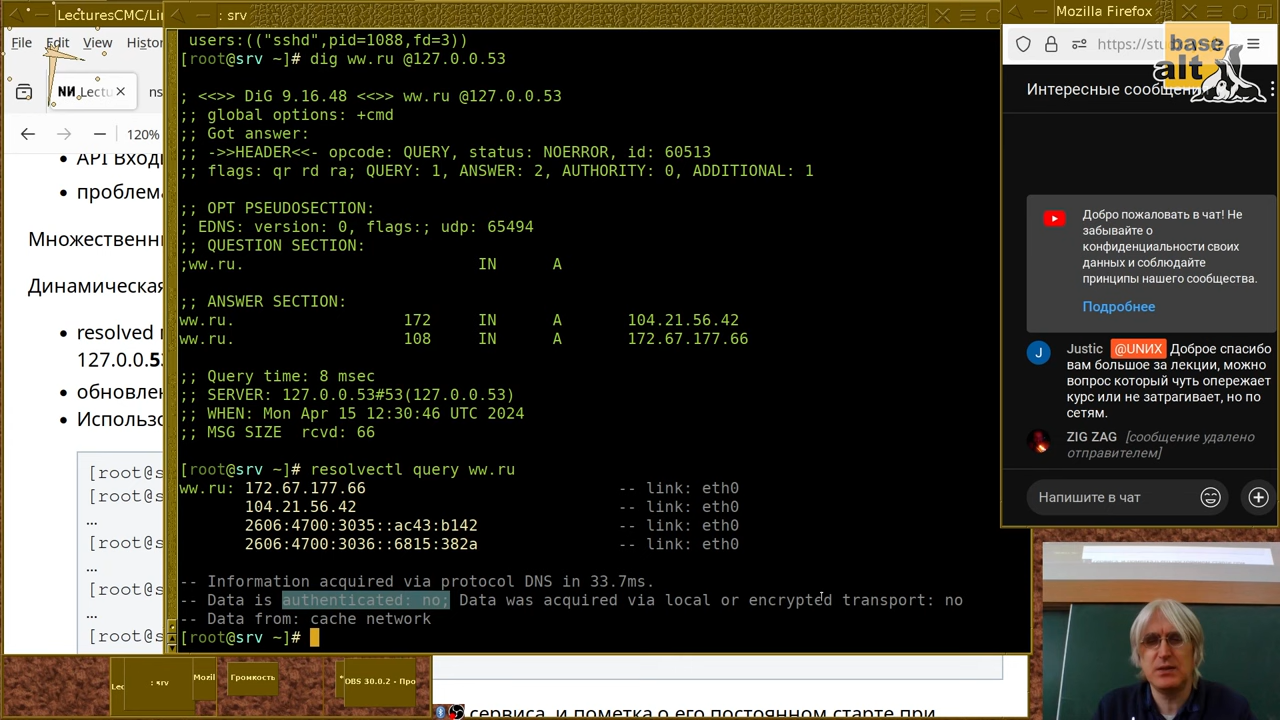 LecturesCMC/Li
: srv
Mozilla Firefox
File Edit View Histor
Lectu
ns
120%
API Вход
проблема
Множественн
Динамическая
resolved
127.0.0.5
обновлен
Использо
[root@s
[root@s
…
[root@s
…
[root@s
…
[root@s
users:(("sshd",pid=1088,fd=3))
[root@srv ~]# dig ww.ru @127.0.0.53
; <<>> DiG 9.16.48 <<>> ww.ru @127.0.0.53
;; global options: +cmd
;; Got answer:
;; ->>HEADER<<- opcode: QUERY, status: NOERROR, id: 60513
;; flags: qr rd ra; QUERY: 1, ANSWER: 2, AUTHORITY: 0, ADDITIONAL: 1
;; OPT PSEUDOSECTION:
; EDNS: version: 0, flags:; udp: 65494
;; QUESTION SECTION:
;ww.ru. IN A
;; ANSWER SECTION:
ww.ru. 172 IN A 104.21.56.42
ww.ru. 108 IN A 172.67.177.66
;; Query time: 8 msec
;; SERVER: 127.0.0.53#53(127.0.0.53)
;; WHEN: Mon Apr 15 12:30:46 UTC 2024
;; MSG SIZE rcvd: 66
[root@srv ~]# resolvectl query ww.ru
ww.ru: 172.67.177.66 -- link: eth0
104.21.56.42 -- link: eth0
2606:4700:3035::ac43:b142 -- link: eth0
2606:4700:3036::6815:382a -- link: eth0
-- Information acquired via protocol DNS in 33.7ms.
-- Data is authenticated: no; Data was acquired via local or encrypted transport: no
-- Data from: cache network
[root@srv ~]#
https://stu
base
alt
Интересные сообщени
Добро пожаловать в чат! Не
забывайте о
конфиденциальности своих
данных и соблюдайте
принципы нашего сообщества.
Подробнее
Justic @UNИX Доброе спасибо
вам большое за лекции, можно
вопрос который чуть опережает
курс или не затрагивает, но по
сетям.
ZIG ZAG [сообщение удалено
отправителем]
Напишите в чат
Lec
: srv
Mozil
Громкость
OBS 30.0.2 - Про
сервиса, и пометка о его постоянном старте при